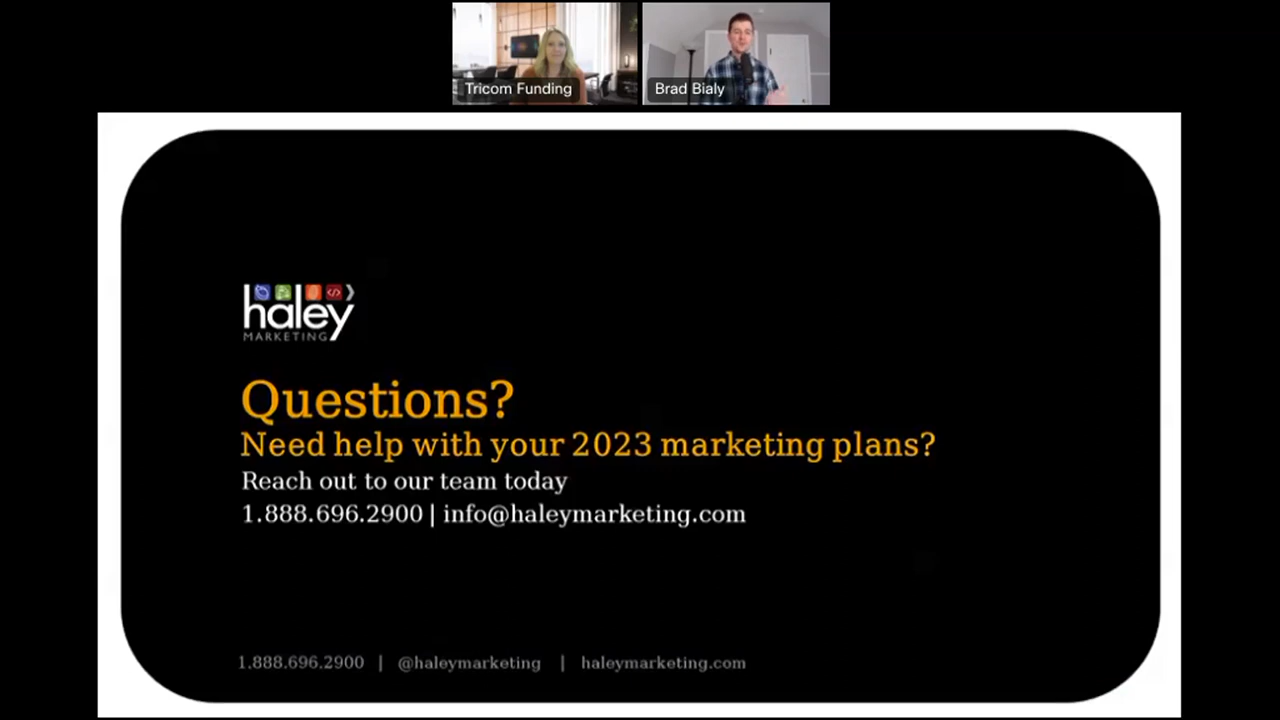 Tricom Funding
Brad Bialy
haley
MARKETING
Questions?
Need help with your 2023 marketing plans?
Reach out to our team today
1.888.696.2900 | info@haleymarketing.com
1.888.696.2900 | @haleymarketing | haleymarketing.com